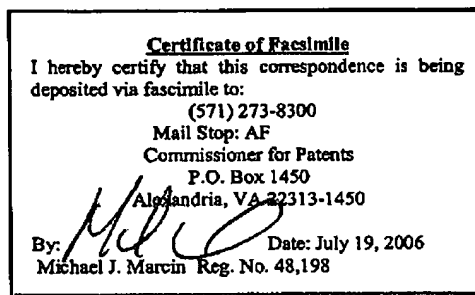 Certificate of Facsimile
I hereby certify that this correspondence is being
deposited via fascimile to:
(571) 273-8300
Mail Stop: AF
Commissioner for Patents
P.O. Box 1450
Alexandria, VA 22313-1450
By: Date: July 19, 2006
Michael J. Marcin Reg. No. 48,198